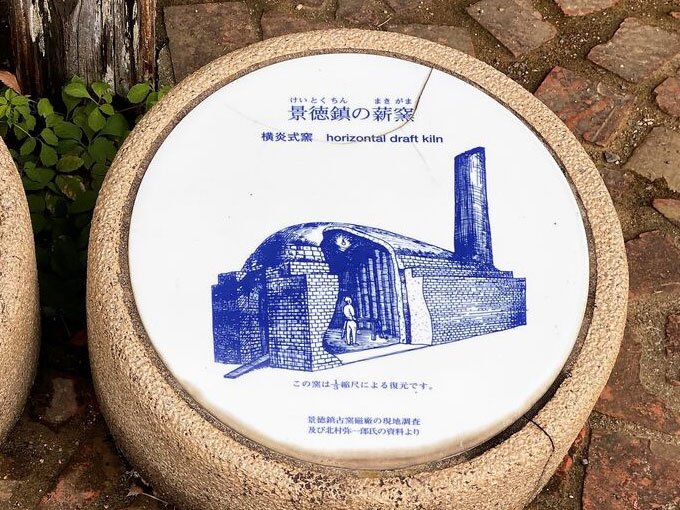 けいとくちん まきがま
景徳鎮の薪窯
横炎式窯 horizontal draft kiln
この窯は⅓縮尺による復元です。
景徳鎮古窯磁廠の現地調査
及び北村弥一郎氏の資料より